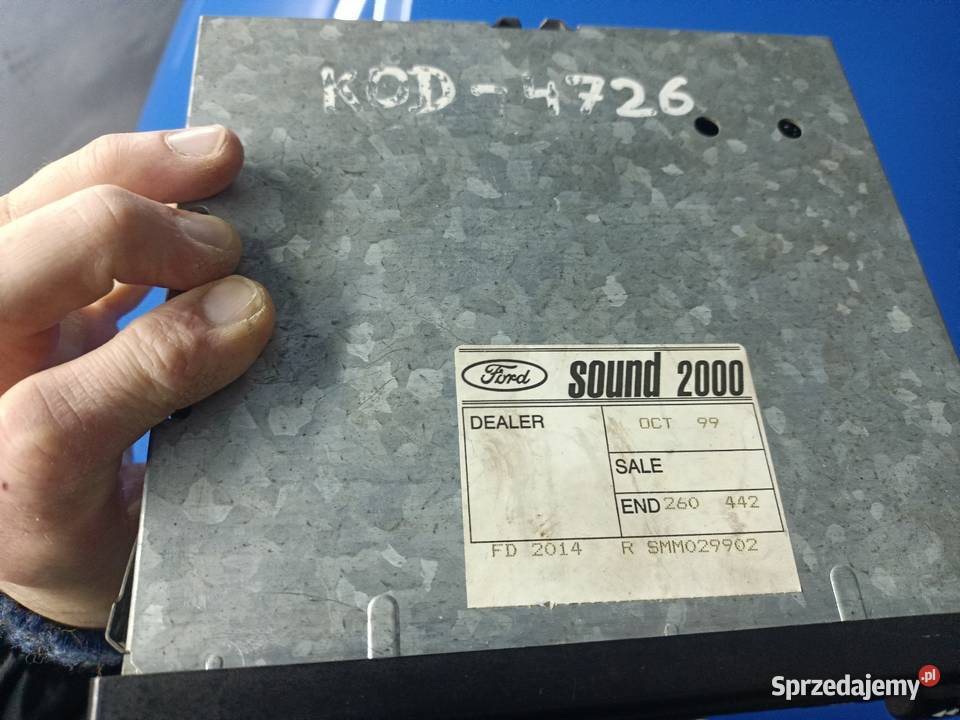 KOD-4726
Ford sound 2000
DEALER
OCT 99
SALE
END 260 442
FD 2014 R SMM029902
Sprzedajemy.pl